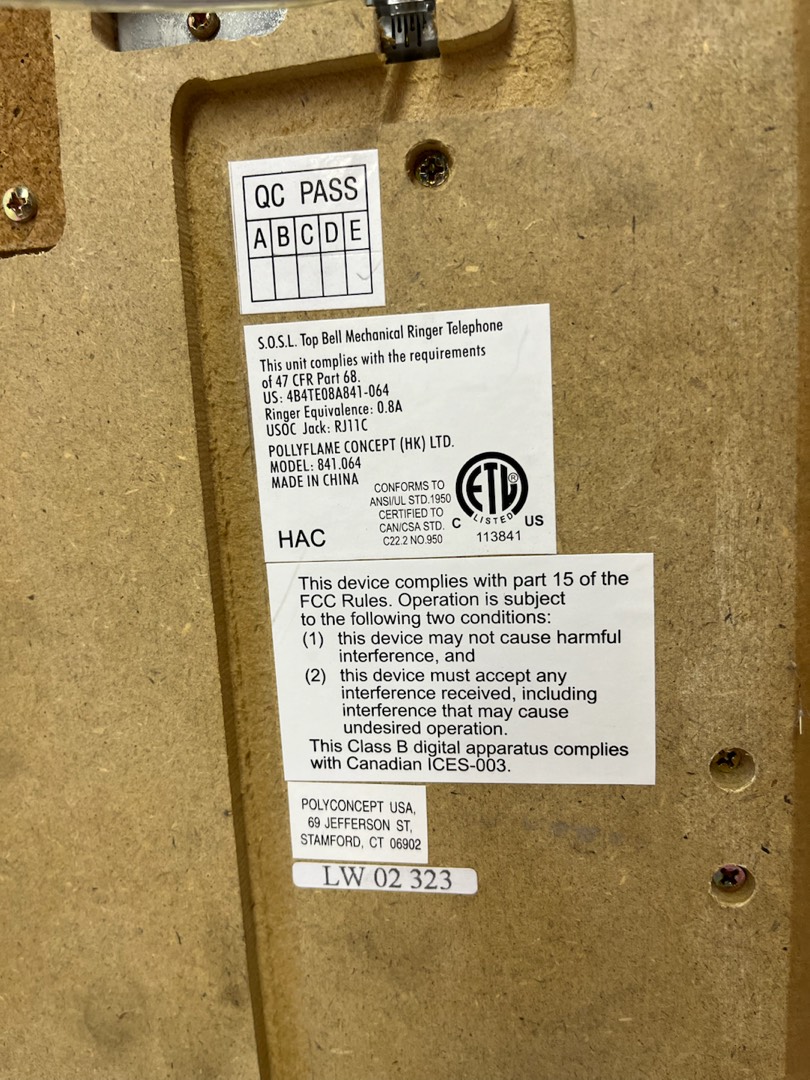 QC PASS
A B C D E
S.O.S.L. Top Bell Mechanical Ringer Telephone
This unit complies with the requirements
of 47 CFR Part 68.
US: 4B4TE08A841-064
Ringer Equivalence: 0.8A
USOC Jack: RJ11C
POLLYFLAME CONCEPT (HK) LTD.
MODEL: 841.064
MADE IN CHINA
HAC
CONFORMS TO
ANSI/UL STD.1950
CERTIFIED TO
CAN/CSA STD.
C22.2 NO.950
ETL®
LISTED
C US
113841
This device complies with part 15 of the
FCC Rules. Operation is subject
to the following two conditions:
(1) this device may not cause harmful
interference, and
(2) this device must accept any
interference received, including
interference that may cause
undesired operation.
This Class B digital apparatus complies
with Canadian ICES-003.
POLYCONCEPT USA,
69 JEFFERSON ST,
STAMFORD, CT 06902
LW 02 323